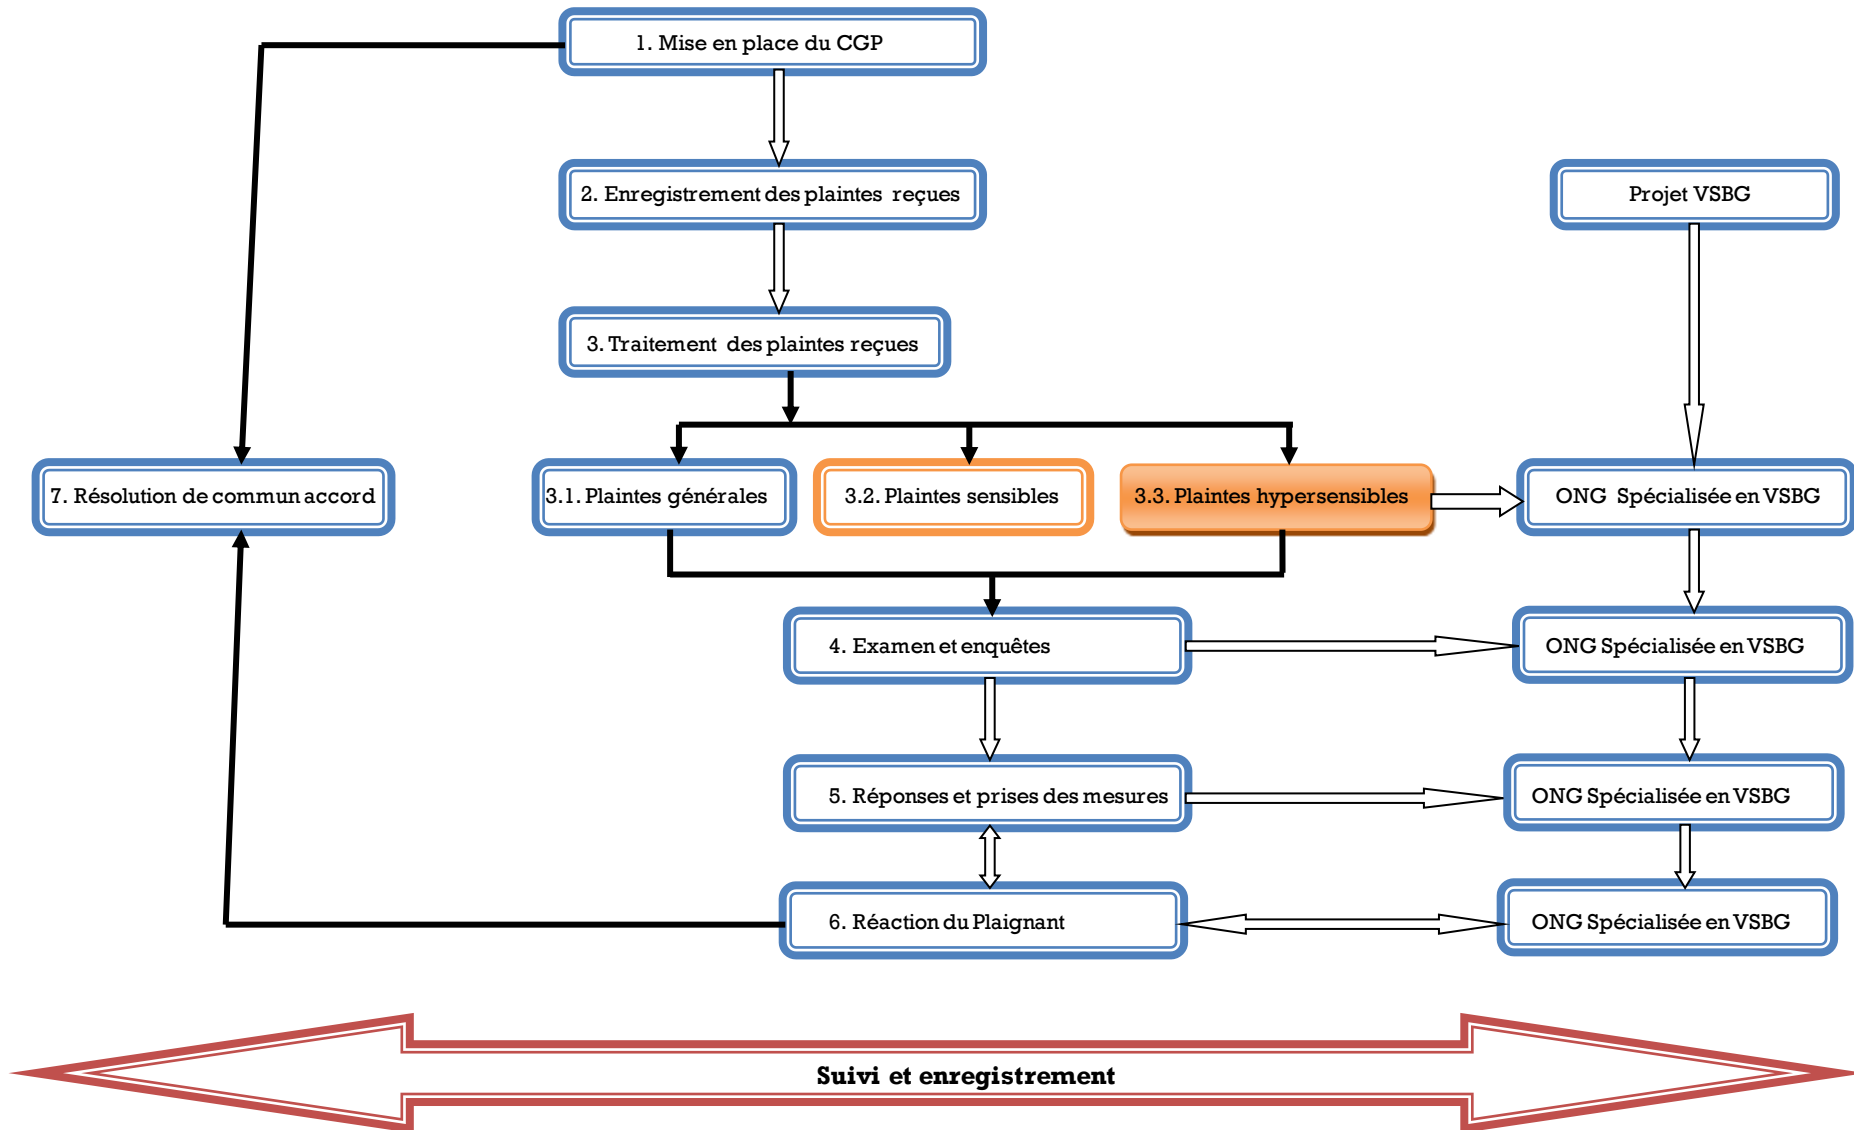 1. Mise en place du CGP
2. Enregistrement des plaintes reçues
Projet VSBG
3. Traitement des plaintes reçues
7. Résolution de commun accord
3.1. Plaintes générales
3.2. Plaintes sensibles
3.3. Plaintes hypersensibles
ONG Spécialisée en VSBG
4. Examen et enquêtes
ONG Spécialisée en VSBG
5. Réponses et prises des mesures
ONG Spécialisée en VSBG
6. Réaction du Plaignant
ONG Spécialisée en VSBG
Suivi et enregistrement